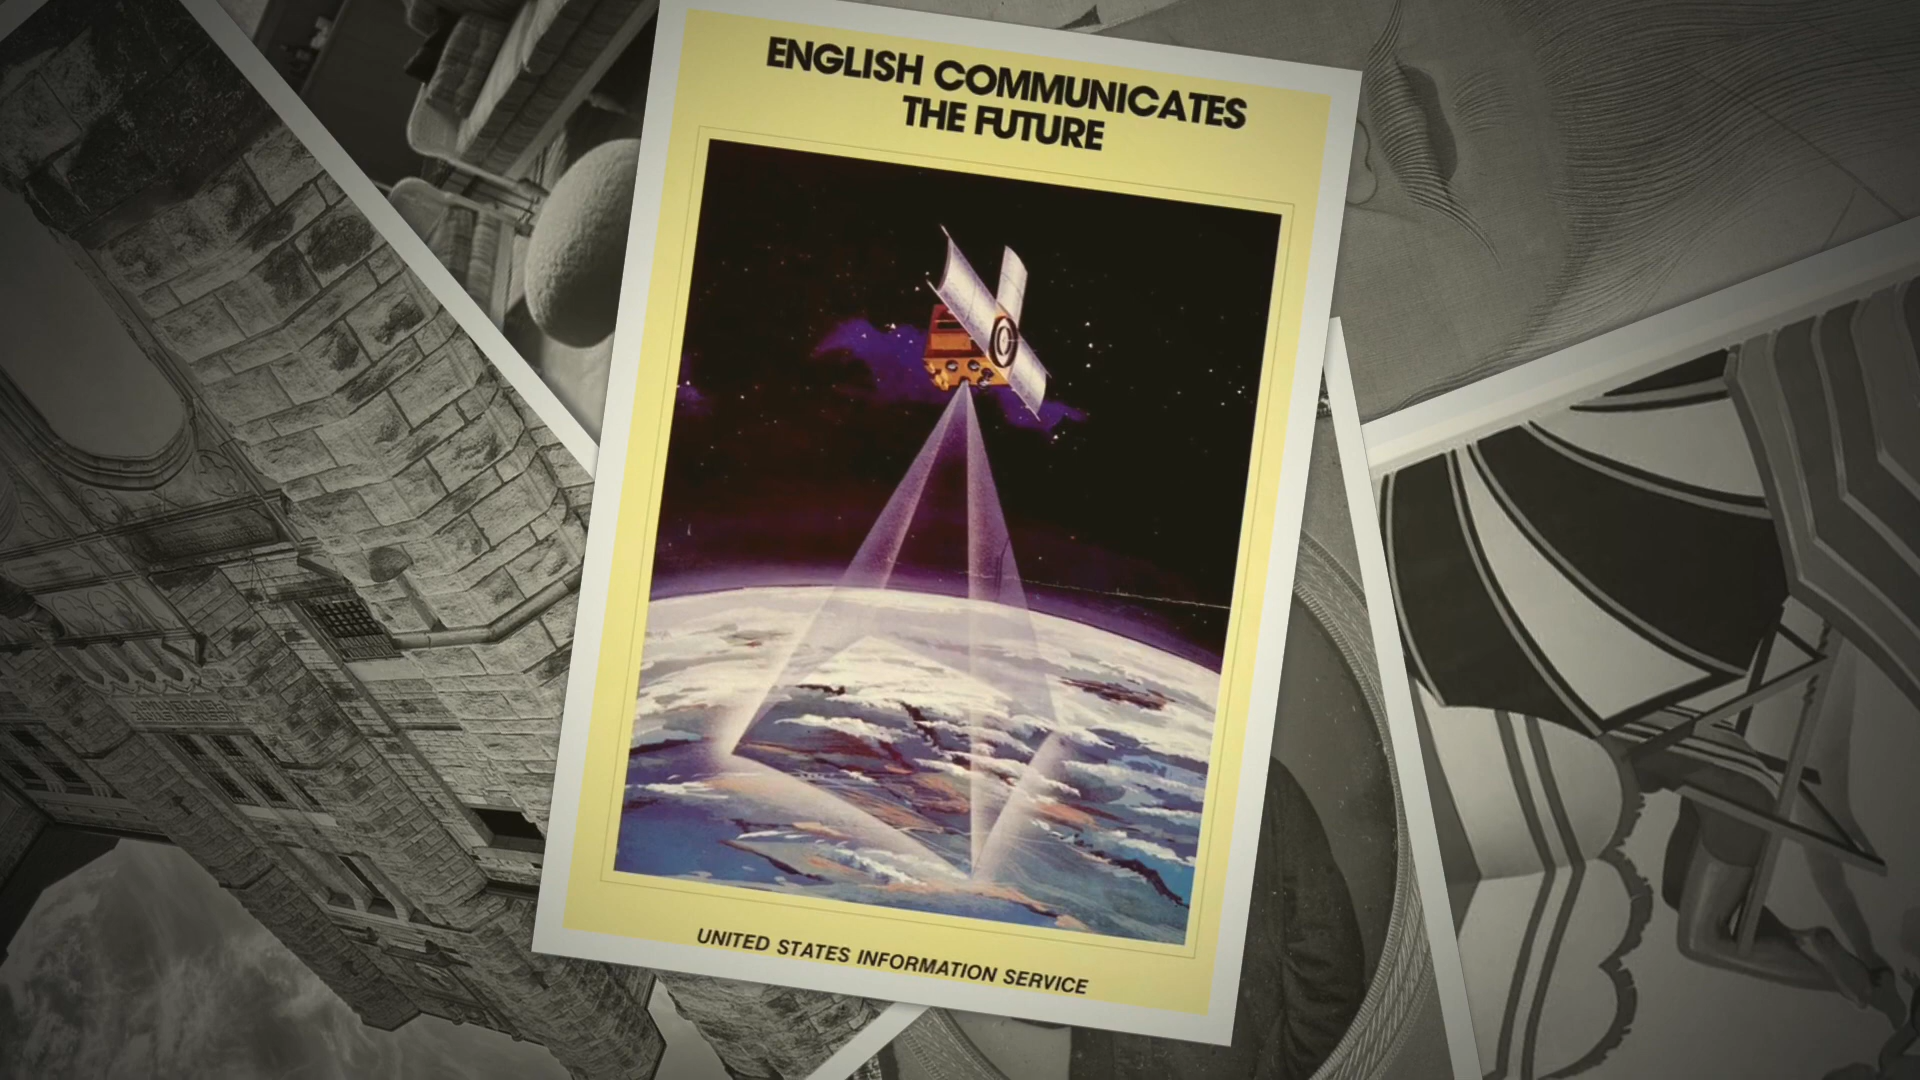 ENGLISH COMMUNICATES
THE FUTURE
UNITED STATES INFORMATION SERVICE